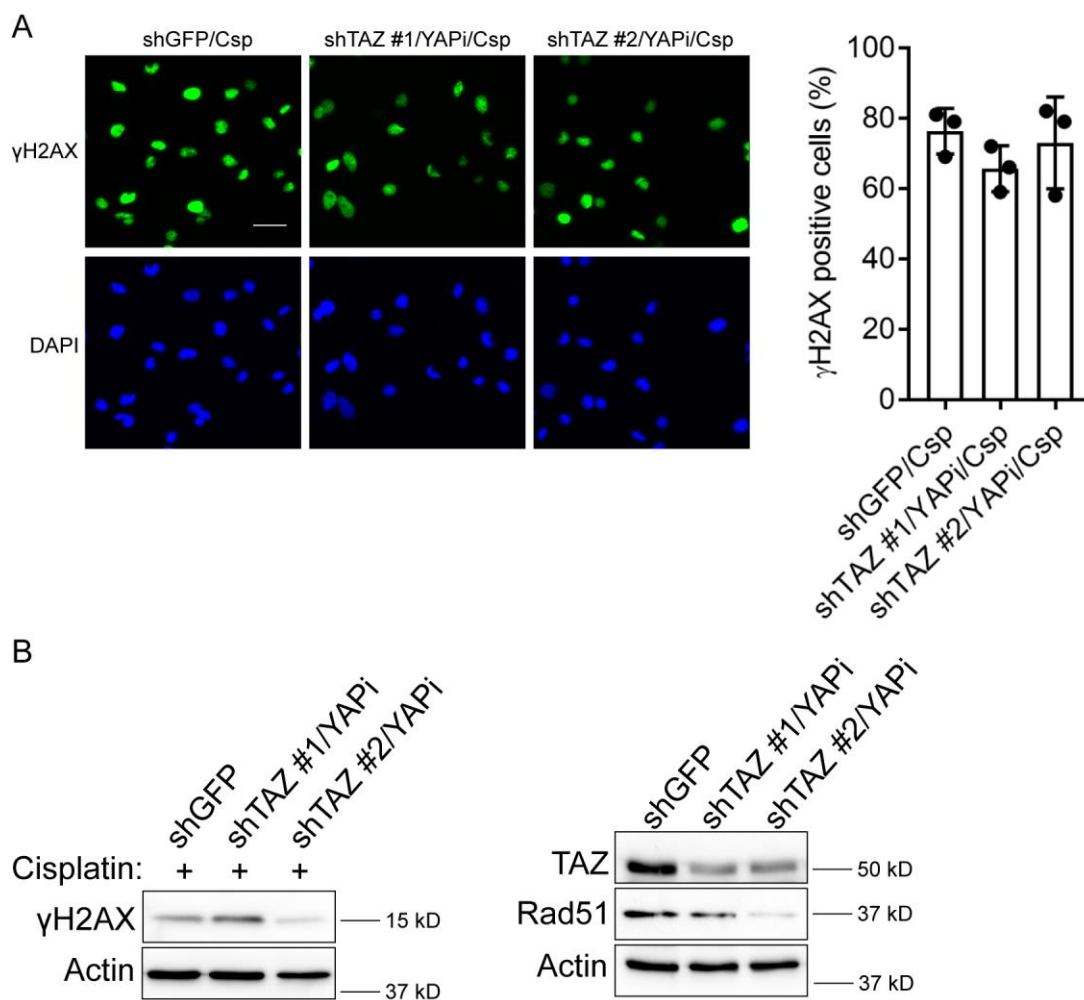 A
shGFP/Csp
shTAZ #1/YAPi/Csp
shTAZ #2/YAPi/Csp
γH2AX
DAPI
γH2AX positive cells (%)
100
80
60
40
20
0
shGFP/Csp
shTAZ #1/YAPi/Csp
shTAZ #2/YAPi/Csp
B
shGFP
shTAZ #1/YAPi
shTAZ #2/YAPi
Cisplatin: + + +
γH2AX
15 kD
Actin
37 kD
shGFP
shTAZ #1/YAPi
shTAZ #2/YAPi
TAZ
50 kD
Rad51
37 kD
Actin
37 kD